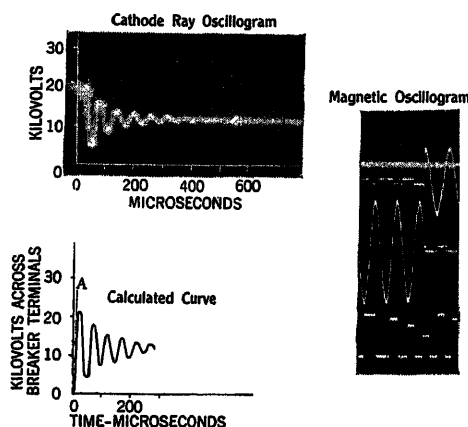 Cathode Ray Oscillogram
KILOVOLTS
30
20
10
0
0
200
400
600
MICROSECONDS
Magnetic Oscillogram
KILOVOLTS ACROSS
BREAKER TERMINALS
30
20
10
0
A
Calculated Curve
0
200
TIME-MICROSECONDS